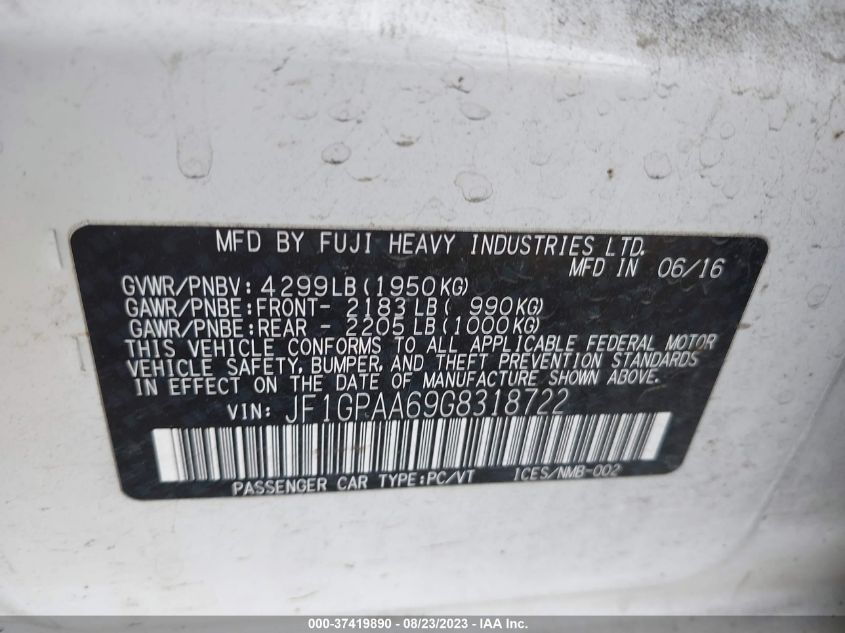 MFD BY FUJI HEAVY INDUSTRIES LTD.
MFD IN 06/16
GVWR/PNBV: 4299LB(1950KG)
GAWR/PNBE:FRONT- 2183LB( 990KG)
GAWR/PNBE:REAR - 2205LB(1000KG)
THIS VEHICLE CONFORMS TO ALL APPLICABLE FEDERAL MOTOR
VEHICLE SAFETY, BUMPER, AND THEFT PREVENTION STANDARDS
IN EFFECT ON THE DATE OF MANUFACTURE SHOWN ABOVE.
VIN: JF1GPAA69G8318722
PASSENGER CAR TYPE:PC/VT ICES/NMB-002
000-37419890 - 08/23/2023 - IAA Inc.